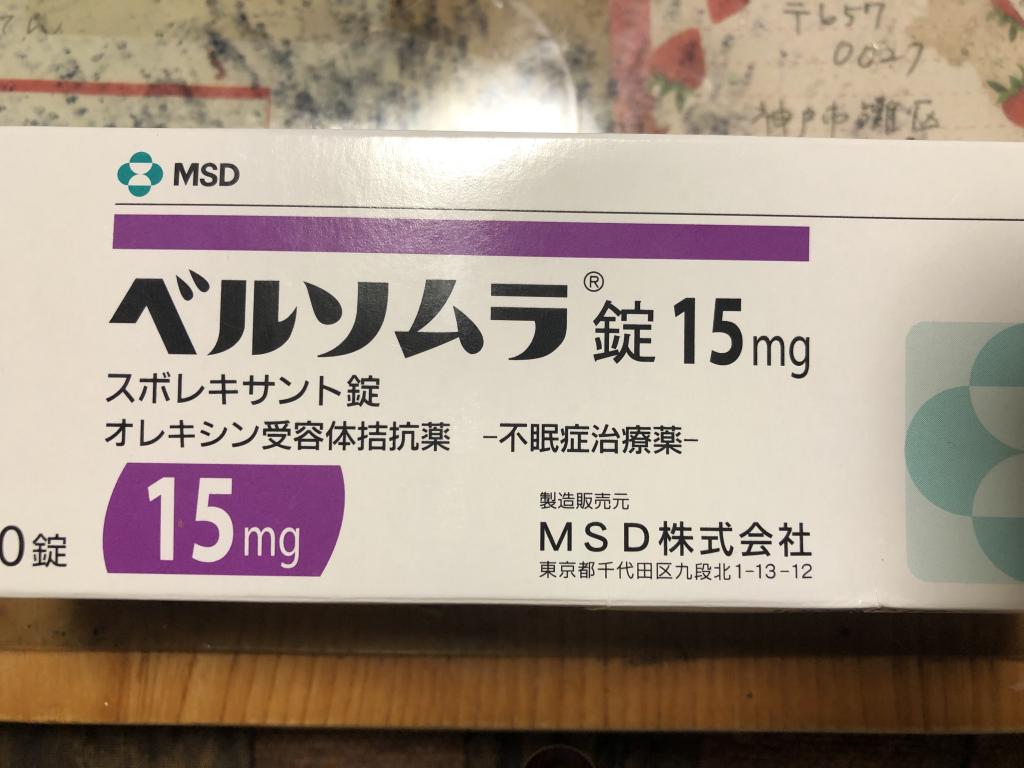 てん
〒657
0027
神戸市灘区
MSD
ベルソムラ® 錠 15mg
スボレキサント錠
オレキシン受容体拮抗薬 −不眠症治療薬−
0錠
15mg
製造販売元
MSD株式会社
東京都千代田区九段北1-13-12